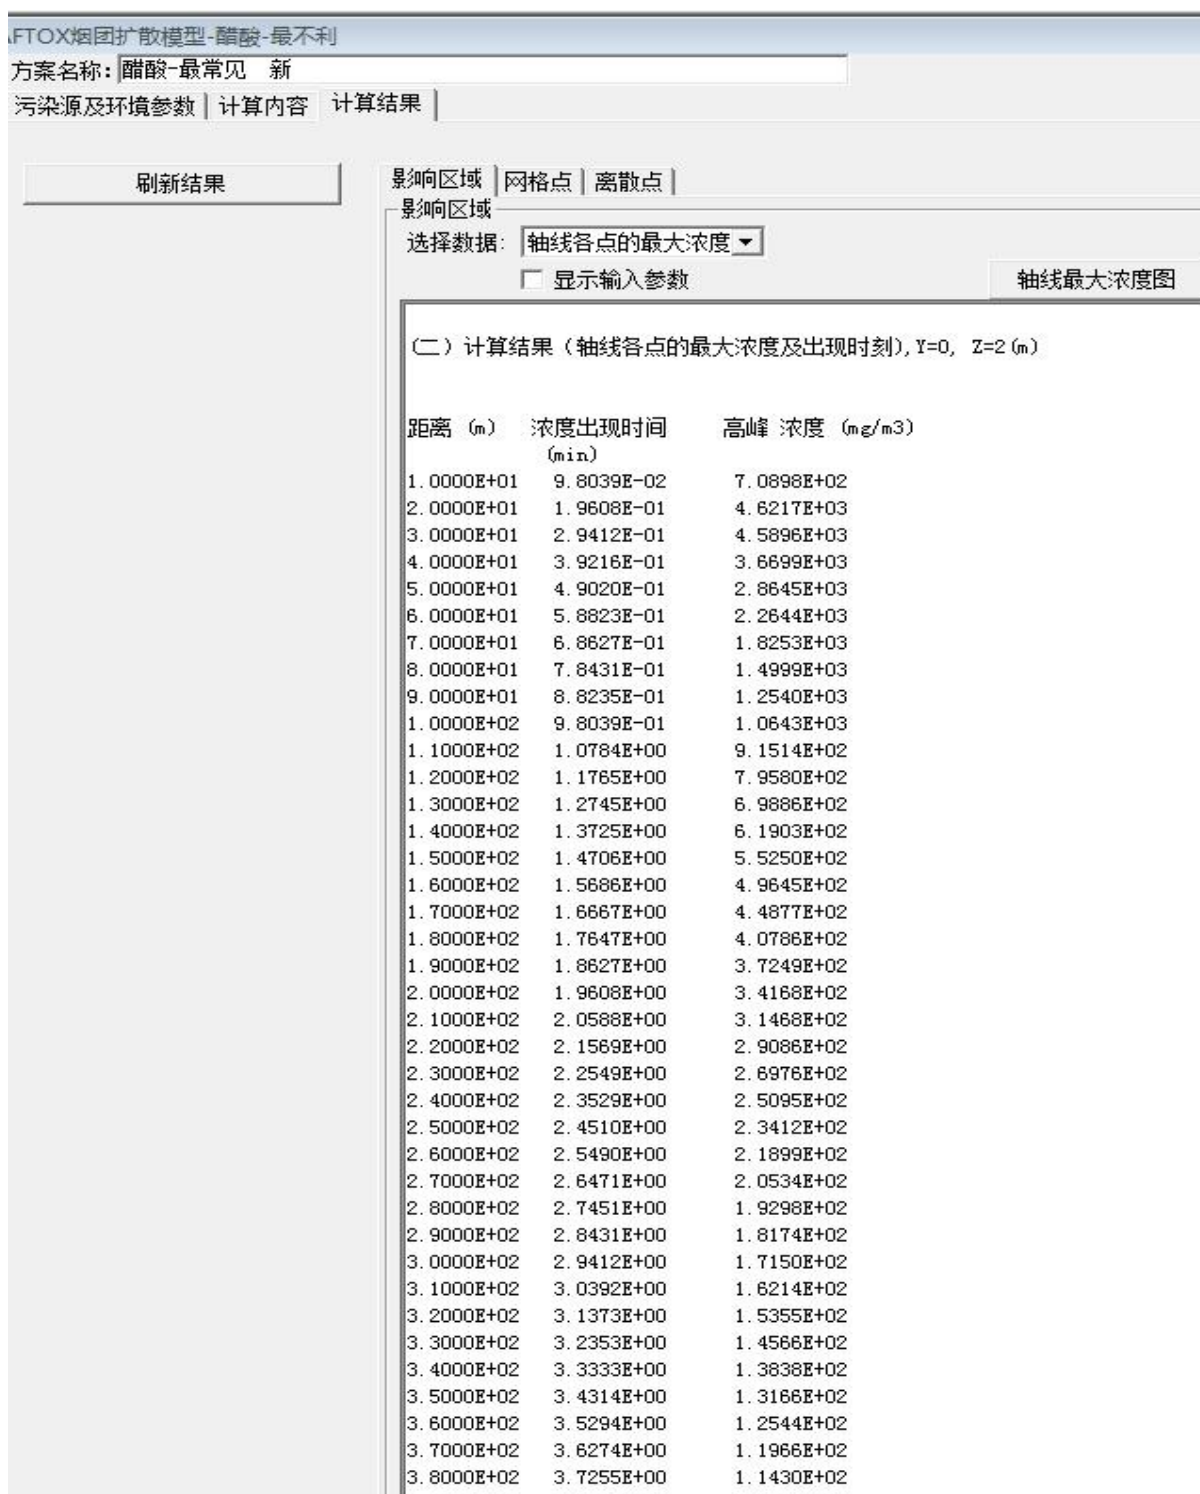 AFTOX烟团扩散模型-醋酸-最不利
方案名称: 醋酸-最常见 新
污染源及环境参数 计算内容 计算结果
刷新结果
影响区域 网格点 离散点
影响区域
选择数据: 轴线各点的最大浓度
显示输入参数 轴线最大浓度图
(二) 计算结果(轴线各点的最大浓度及出现时刻), Y=0, Z=2(m)
距离 (m) 浓度出现时间 高峰 浓度 (mg/m3)
(min)
1.0000E+01 9.8039E-02 7.0898E+02
2.0000E+01 1.9608E-01 4.6217E+03
3.0000E+01 2.9412E-01 4.5896E+03
4.0000E+01 3.9216E-01 3.6699E+03
5.0000E+01 4.9020E-01 2.8645E+03
6.0000E+01 5.8823E-01 2.2644E+03
7.0000E+01 6.8627E-01 1.8253E+03
8.0000E+01 7.8431E-01 1.4999E+03
9.0000E+01 8.8235E-01 1.2540E+03
1.0000E+02 9.8039E-01 1.0643E+03
1.1000E+02 1.0784E+00 9.1514E+02
1.2000E+02 1.1765E+00 7.9580E+02
1.3000E+02 1.2745E+00 6.9886E+02
1.4000E+02 1.3725E+00 6.1903E+02
1.5000E+02 1.4706E+00 5.5250E+02
1.6000E+02 1.5686E+00 4.9645E+02
1.7000E+02 1.6667E+00 4.4877E+02
1.8000E+02 1.7647E+00 4.0786E+02
1.9000E+02 1.8627E+00 3.7249E+02
2.0000E+02 1.9608E+00 3.4168E+02
2.1000E+02 2.0588E+00 3.1468E+02
2.2000E+02 2.1569E+00 2.9086E+02
2.3000E+02 2.2549E+00 2.6976E+02
2.4000E+02 2.3529E+00 2.5095E+02
2.5000E+02 2.4510E+00 2.3412E+02
2.6000E+02 2.5490E+00 2.1899E+02
2.7000E+02 2.6471E+00 2.0534E+02
2.8000E+02 2.7451E+00 1.9298E+02
2.9000E+02 2.8431E+00 1.8174E+02
3.0000E+02 2.9412E+00 1.7150E+02
3.1000E+02 3.0392E+00 1.6214E+02
3.2000E+02 3.1373E+00 1.5355E+02
3.3000E+02 3.2353E+00 1.4566E+02
3.4000E+02 3.3333E+00 1.3838E+02
3.5000E+02 3.4314E+00 1.3166E+02
3.6000E+02 3.5294E+00 1.2544E+02
3.7000E+02 3.6274E+00 1.1966E+02
3.8000E+02 3.7255E+00 1.1430E+02